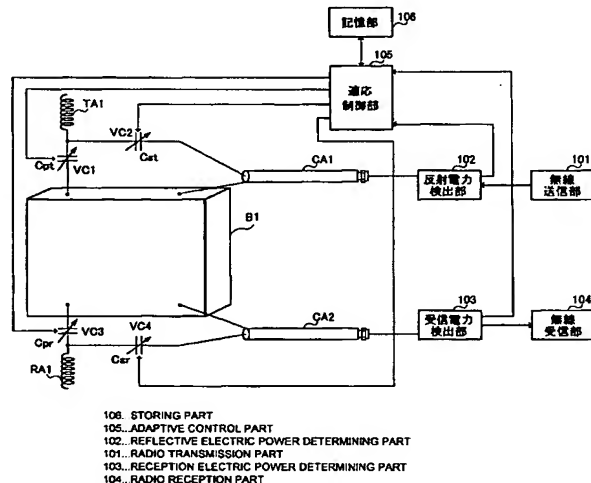 106
記憶部
105
適応
制御部
TA1
VC2
Cst
Cpt
VC1
CA1
102
反射電力
検出部
101
無線
送信部
B1
VC3
Cpr
VC4
Csr
RA1
CA2
103
受信電力
検出部
104
無線
受信部
106. STORING PART
105...ADAPTIVE CONTROL PART
102...REFLECTIVE ELECTRIC POWER DETERMINING PART
101...RADIO TRANSMISSION PART
103...RECEPTION ELECTRIC POWER DETERMINING PART
104...RADIO RECEPTION PART